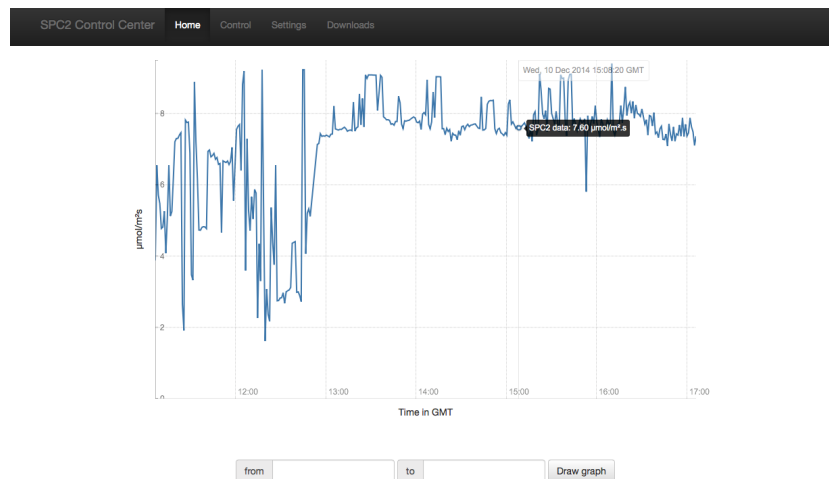 SPC2 Control Center Home Control Settings Downloads
Wed, 10 Dec 2014 15:08:20 GMT
8
SPC2 data: 7.60 µmol/m².s
6
µmol/m²s
4
2
0
12:00 13:00 14:00 15:00 16:00 17:00
Time in GMT
from to Draw graph